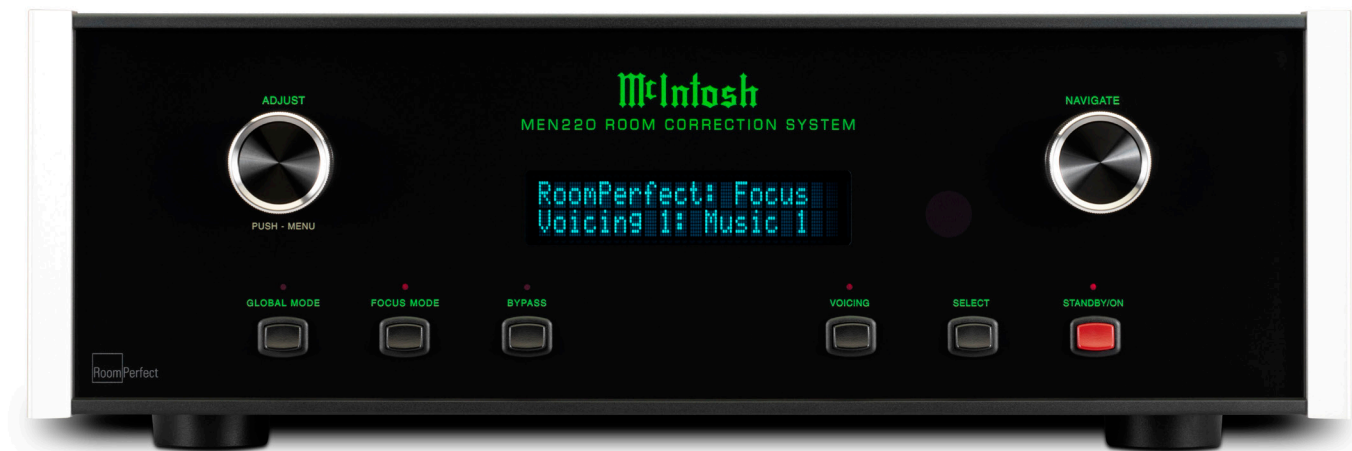 McIntosh
MEN220 ROOM CORRECTION SYSTEM
ADJUST
NAVIGATE
PUSH - MENU
RoomPerfect: Focus
Voicing 1: Music 1
GLOBAL MODE
FOCUS MODE
BYPASS
VOICING
SELECT
STANDBY/ON
RoomPerfect